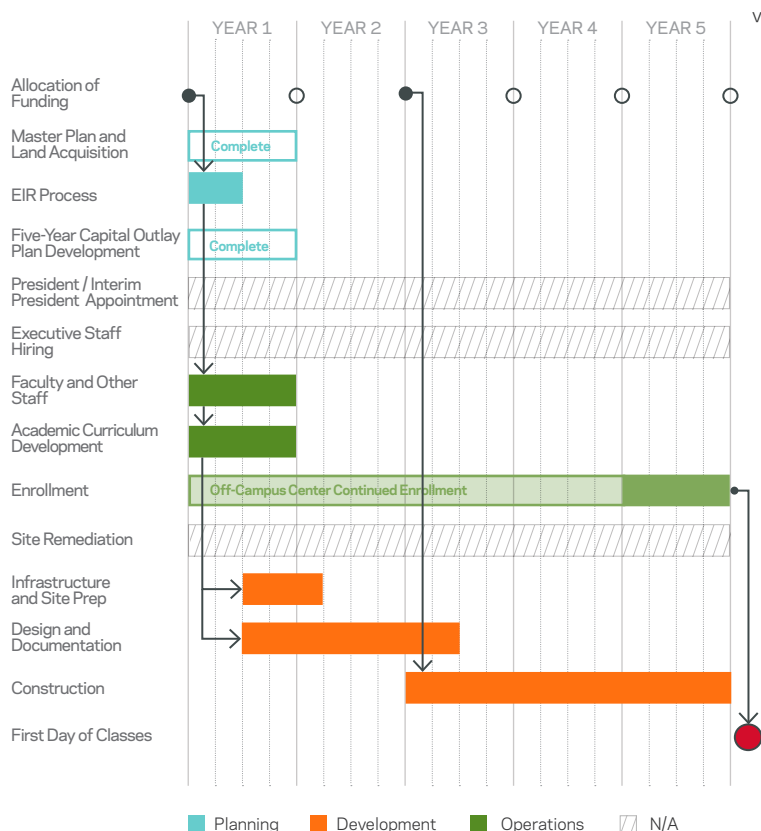 V
YEAR 1 YEAR 2 YEAR 3 YEAR 4 YEAR 5
Allocation of
Funding
Master Plan and
Land Acquisition
Complete
EIR Process
Five-Year Capital Outlay
Plan Development
Complete
President / Interim
President Appointment
Executive Staff
Hiring
Faculty and Other
Staff
Academic Curriculum
Development
Enrollment
Off-Campus Center Continued Enrollment
Site Remediation
Infrastructure
and Site Prep
Design and
Documentation
Construction
First Day of Classes
Planning Development Operations N/A